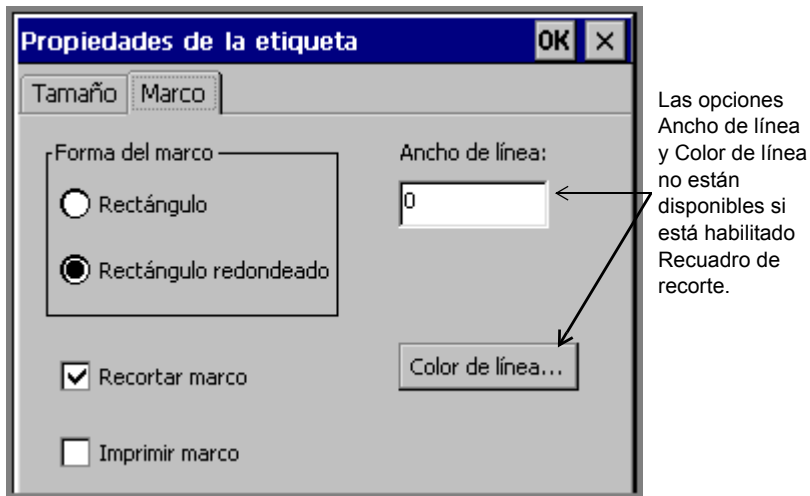 Propiedades de la etiqueta OK ×
Tamaño Marco
Forma del marco
Rectángulo
Rectángulo redondeado
Ancho de línea:
0
Recortar marco
Color de línea...
Imprimir marco
Las opciones
Ancho de línea
y Color de línea
no están
disponibles si
está habilitado
Recuadro de
recorte.